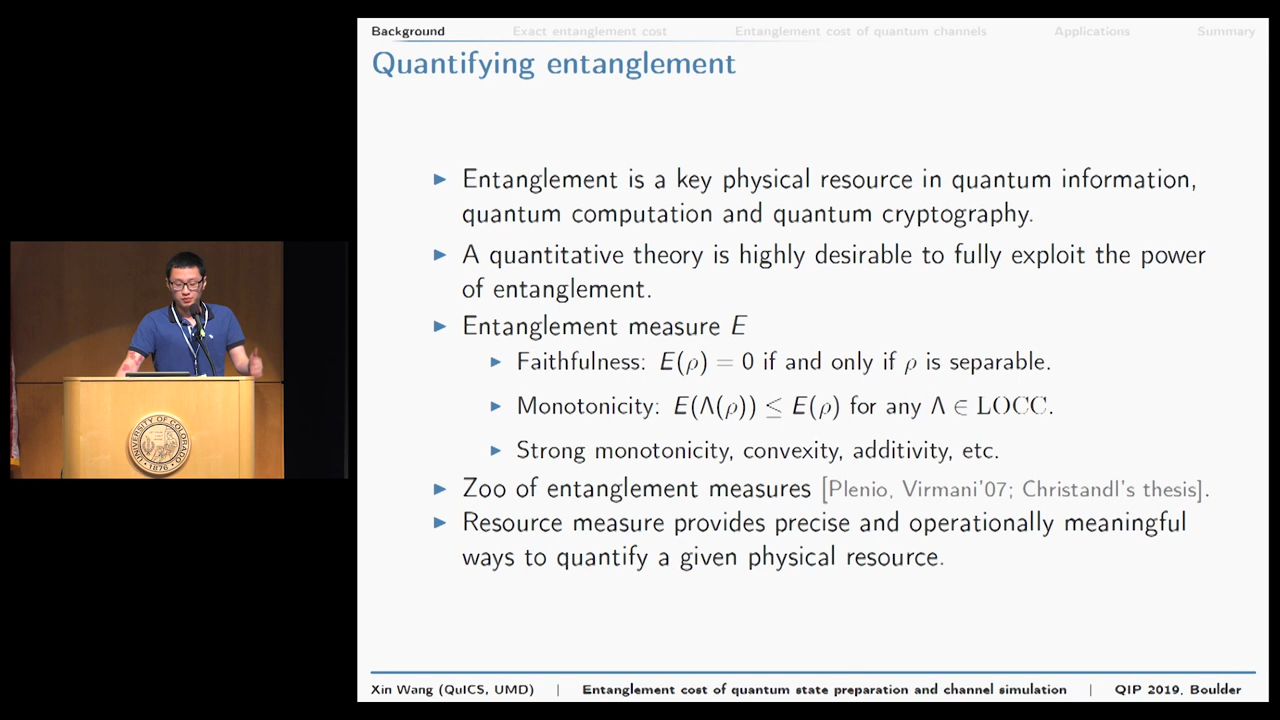 Background Exact entanglement cost Entanglement cost of quantum channels Applications Summary
Quantifying entanglement
▶ Entanglement is a key physical resource in quantum information,
quantum computation and quantum cryptography.
▶ A quantitative theory is highly desirable to fully exploit the power
of entanglement.
▶ Entanglement measure E
▶ Faithfulness: E(ρ) = 0 if and only if ρ is separable.
▶ Monotonicity: E(Λ(ρ)) ≤ E(ρ) for any Λ ∈ LOCC.
▶ Strong monotonicity, convexity, additivity, etc.
▶ Zoo of entanglement measures [Plenio, Virmani'07; Christandl's thesis].
▶ Resource measure provides precise and operationally meaningful
ways to quantify a given physical resource.
Xin Wang (QuICS, UMD) | Entanglement cost of quantum state preparation and channel simulation | QIP 2019, Boulder
UNIVERSITY OF COLORADO
1876